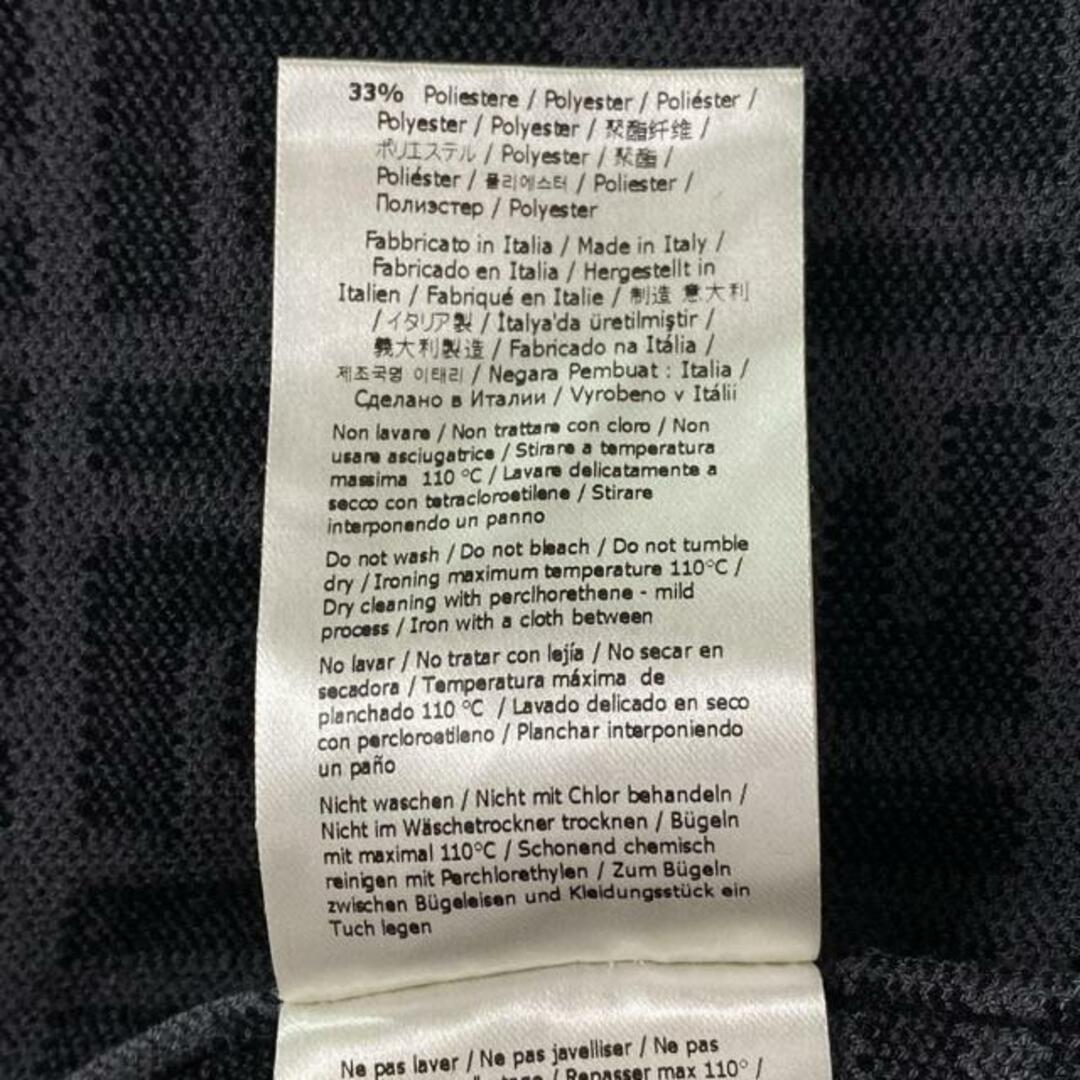 33% Poliestere / Polyester / Poliéster /
Polyester / Polyester / 聚酯纤维 /
ポリエステル / Polyester / 聚酯 /
Poliéster / 폴리에스터 / Poliester /
Полиэстер / Polyester
Fabbricato in Italia / Made in Italy /
Fabricado en Italia / Hergestellt in
Italien / Fabriqué en Italie / 制造 意大利
/ イタリア製 / İtalya'da üretilmiştir /
義大利製造 / Fabricado na Itália /
제조국명 이태리 / Negara Pembuat : Italia /
Сделано в Италии / Vyrobeno v Itálii
Non lavare / Non trattare con cloro / Non
usare asciugatrice / Stirare a temperatura
massima 110 °C / Lavare delicatamente a
secco con tetracloroetilene / Stirare
interponendo un panno
Do not wash / Do not bleach / Do not tumble
dry / Ironing maximum temperature 110°C /
Dry cleaning with perclhorethene - mild
process / Iron with a cloth between
No lavar / No tratar con lejía / No secar en
secadora / Temperatura máxima de
planchado 110 °C / Lavado delicado en seco
con percloroetileno / Planchar interponiendo
un paño
Nicht waschen / Nicht mit Chlor behandeln /
Nicht im Wäschetrockner trocknen / Bügeln
mit maximal 110°C / Schonend chemisch
reinigen mit Perchlorethylen / Zum Bügeln
zwischen Bügeleisen und Kleidungsstück ein
Tuch legen
Ne pas laver / Ne pas javelliser / Ne pas
/ Repasser max 110° /